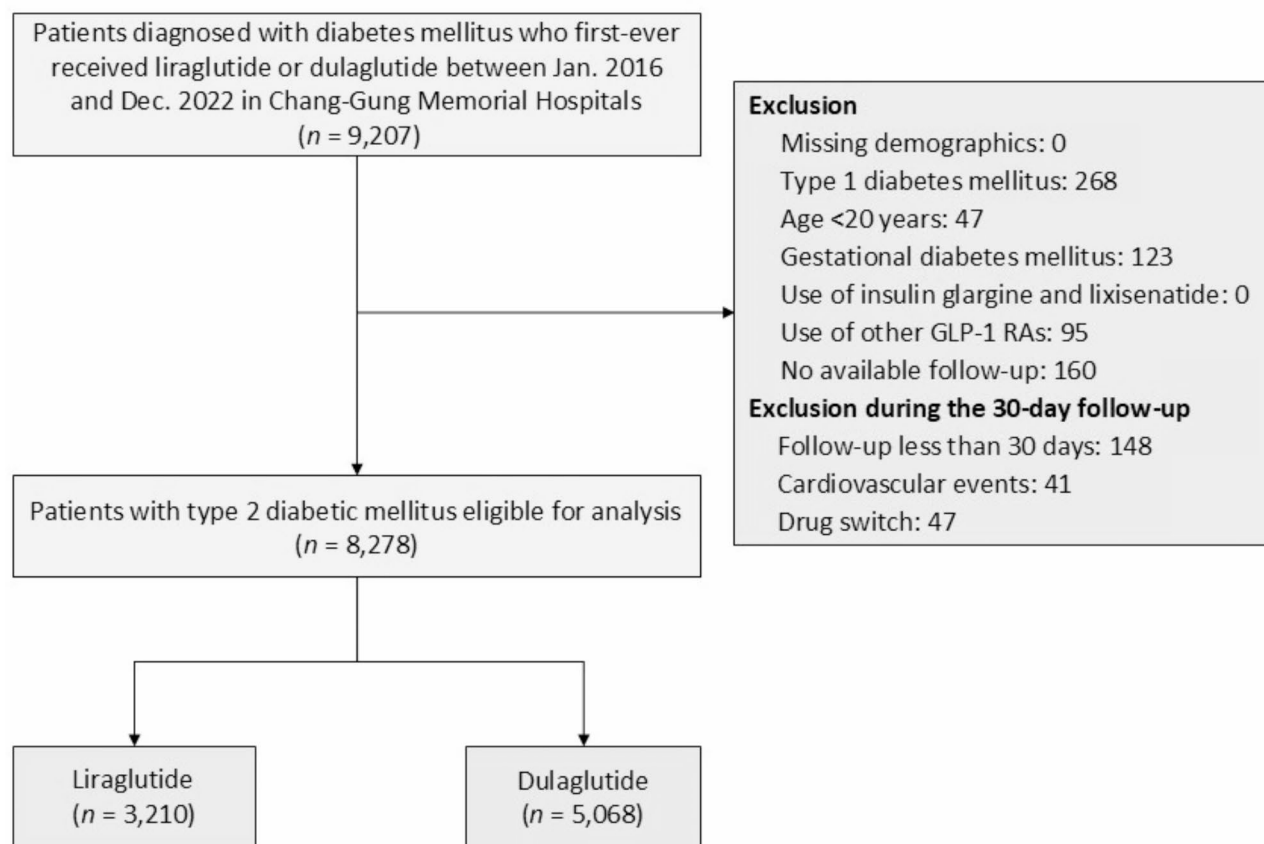 Patients diagnosed with diabetes mellitus who first-ever
received liraglutide or dulaglutide between Jan. 2016
and Dec. 2022 in Chang-Gung Memorial Hospitals
(n = 9,207)
Exclusion
Missing demographics: 0
Type 1 diabetes mellitus: 268
Age <20 years: 47
Gestational diabetes mellitus: 123
Use of insulin glargine and lixisenatide: 0
Use of other GLP-1 RAs: 95
No available follow-up: 160
Exclusion during the 30-day follow-up
Follow-up less than 30 days: 148
Cardiovascular events: 41
Drug switch: 47
Patients with type 2 diabetic mellitus eligible for analysis
(n = 8,278)
Liraglutide
(n = 3,210)
Dulaglutide
(n = 5,068)